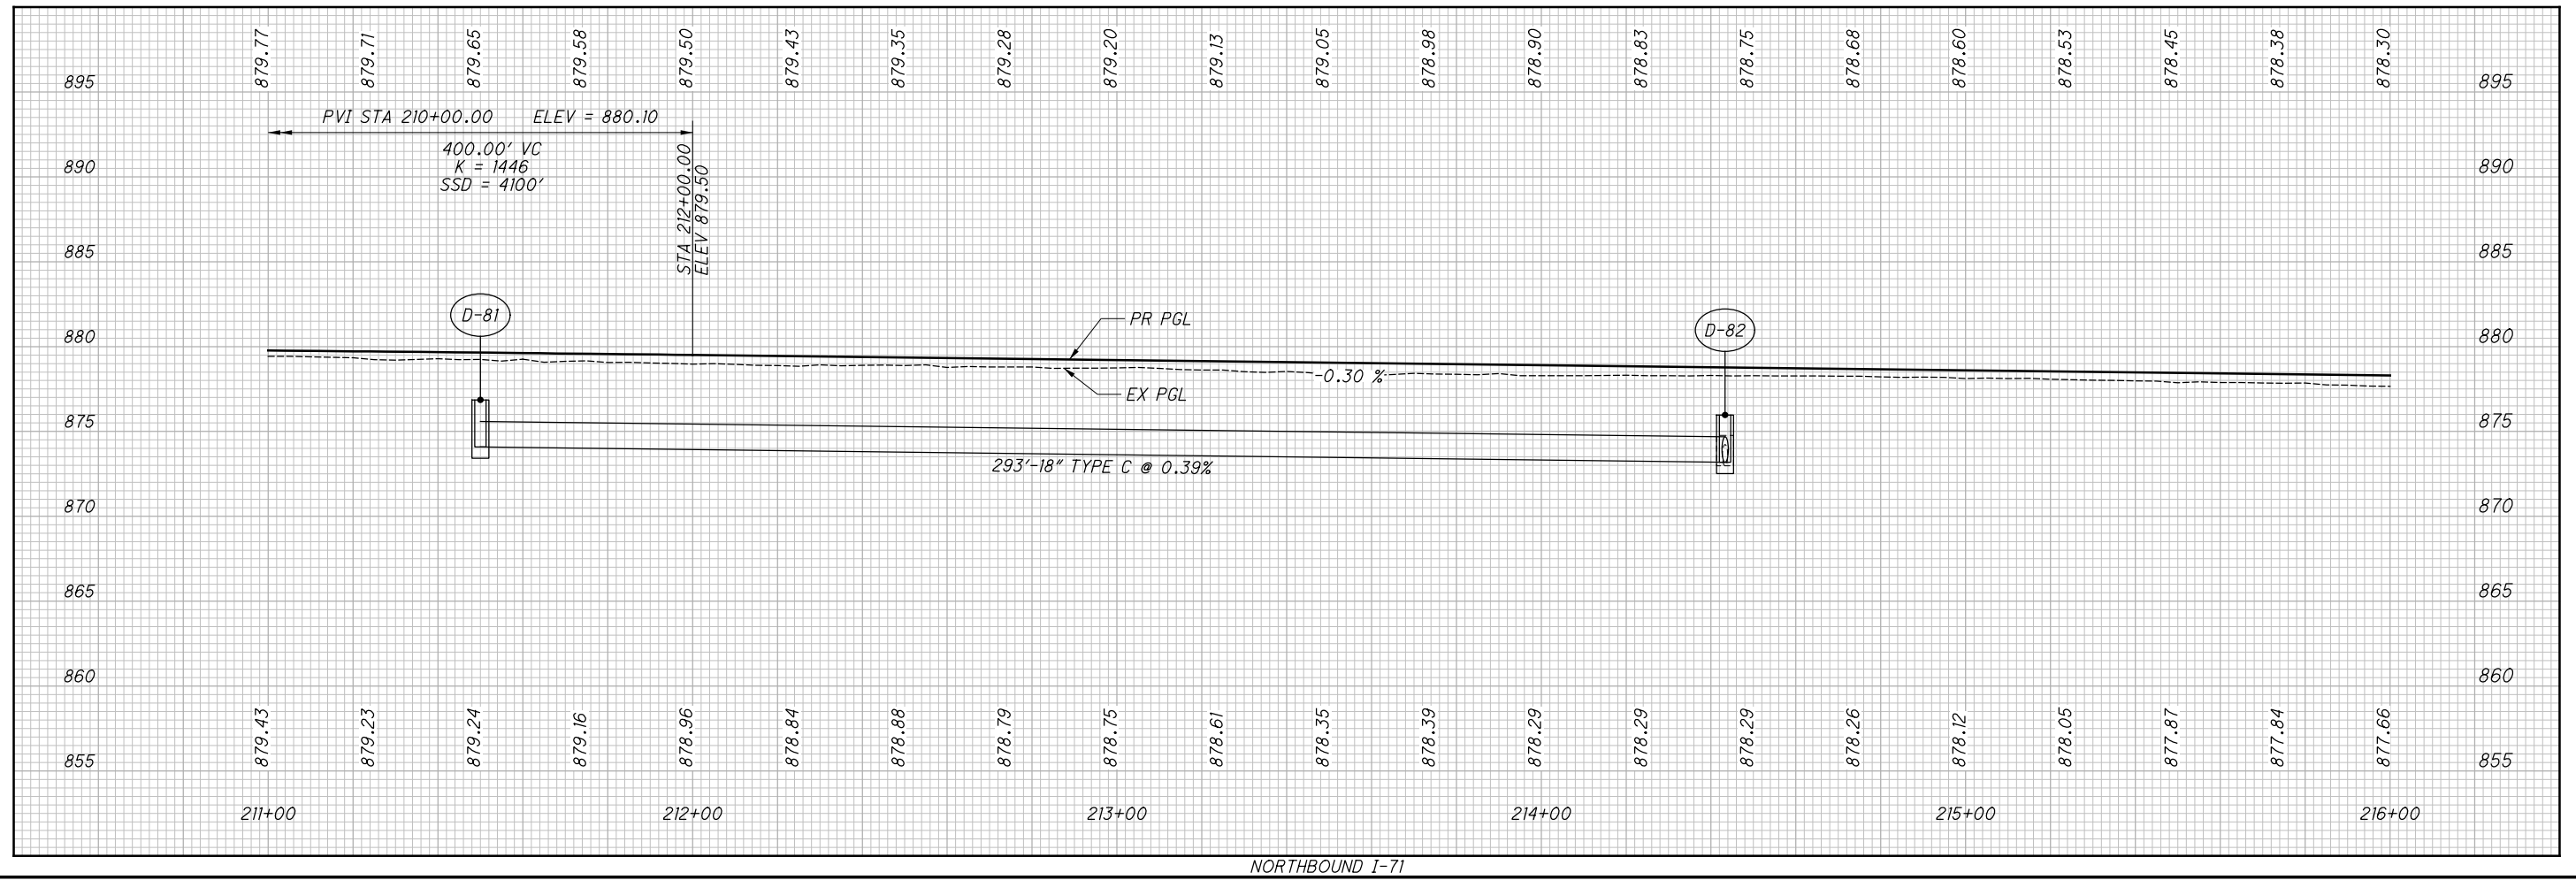 879.77 879.71 879.65 879.58 879.50 879.43 879.35 879.28 879.20 879.13 879.05 878.98 878.90 878.83 878.75 878.68 878.60 878.53 878.45 878.38 878.30
895 895
PVI STA 210+00.00 ELEV = 880.10
400.00' VC
K = 1446
SSD = 4100'
890 890
STA 212+00.00
ELEV 879.50
885 885
D-81
PR PGL
D-82
880 880
-0.30 %
EX PGL
875 875
293'-18" TYPE C @ 0.39%
870 870
865 865
860 860
879.43 879.23 879.24 879.16 878.96 878.84 878.88 878.79 878.75 878.61 878.35 878.39 878.29 878.29 878.29 878.26 878.12 878.05 877.87 877.84 877.66
855 855
211+00 212+00 213+00 214+00 215+00 216+00
NORTHBOUND I-71